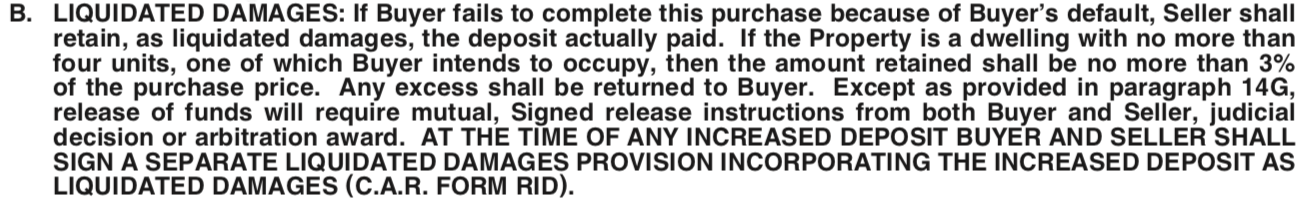 B. LIQUIDATED DAMAGES: If Buyer fails to complete this purchase because of Buyer's default, Seller shall
retain, as liquidated damages, the deposit actually paid. If the Property is a dwelling with no more than
four units, one of which Buyer intends to occupy, then the amount retained shall be no more than 3%
of the purchase price. Any excess shall be returned to Buyer. Except as provided in paragraph 14G,
release of funds will require mutual, Signed release instructions from both Buyer and Seller, judicial
decision or arbitration award. AT THE TIME OF ANY INCREASED DEPOSIT BUYER AND SELLER SHALL
SIGN A SEPARATE LIQUIDATED DAMAGES PROVISION INCORPORATING THE INCREASED DEPOSIT AS
LIQUIDATED DAMAGES (C.A.R. FORM RID).